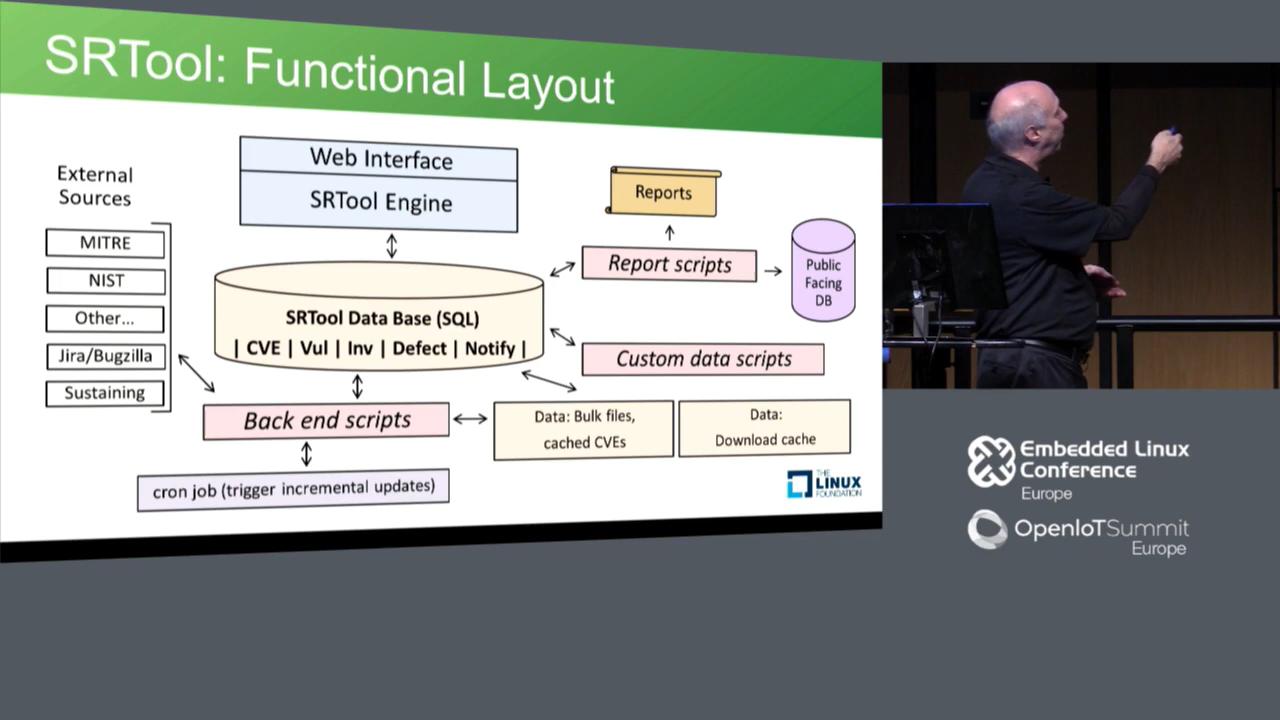 SRTool: Functional Layout
External
Sources
MITRE
NIST
Other...
Jira/Bugzilla
Sustaining
Web Interface
SRTool Engine
SRTool Data Base (SQL)
| CVE | Vul | Inv | Defect | Notify |
Back end scripts
cron job (trigger incremental updates)
Reports
Report scripts
Public
Facing
DB
Custom data scripts
Data: Bulk files,
cached CVEs
Data:
Download cache
THE
LINUX
FOUNDATION
Embedded Linux
Conference
Europe
OpenIoTSummit
Europe